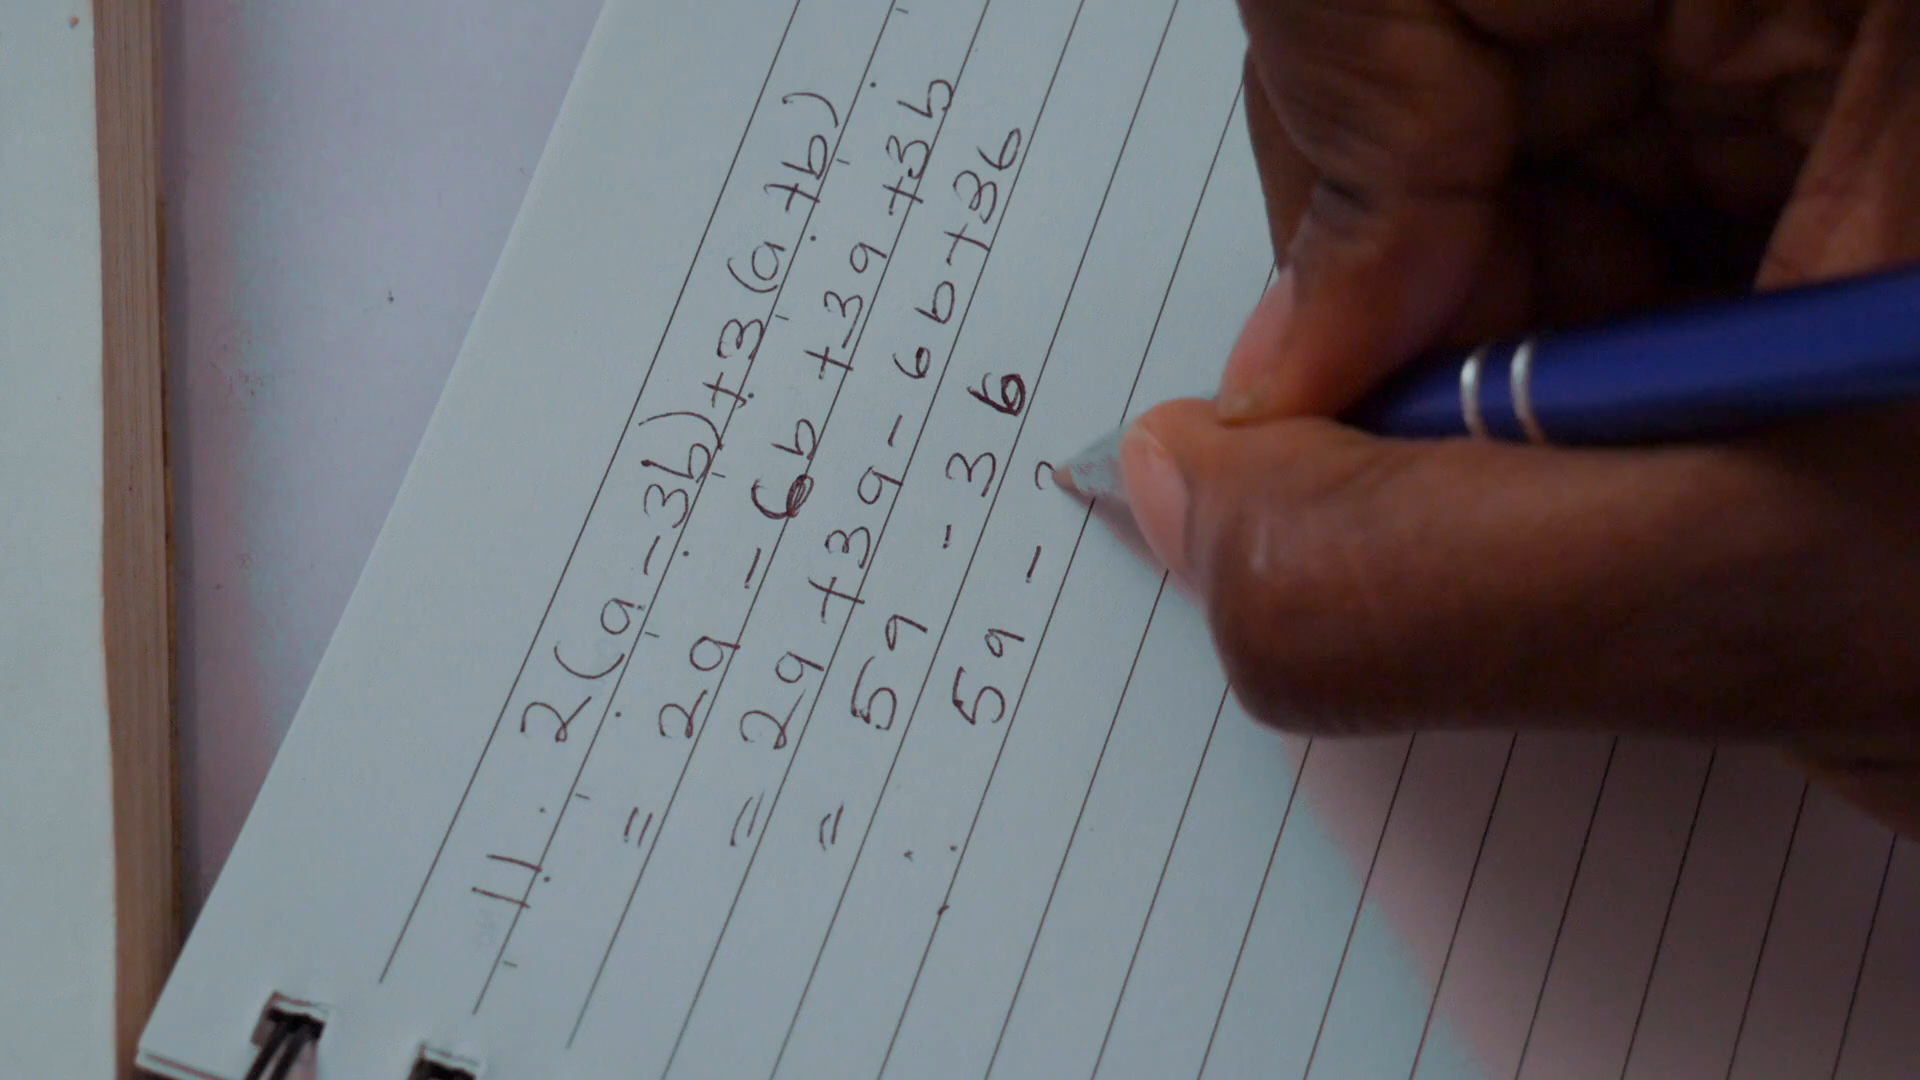 11. 2(a-3b)+3(a+b)
= 2a - 6b +3a +3b
= 2a +3a - 6b +3b
= 5a - 3b
∴ 5a -